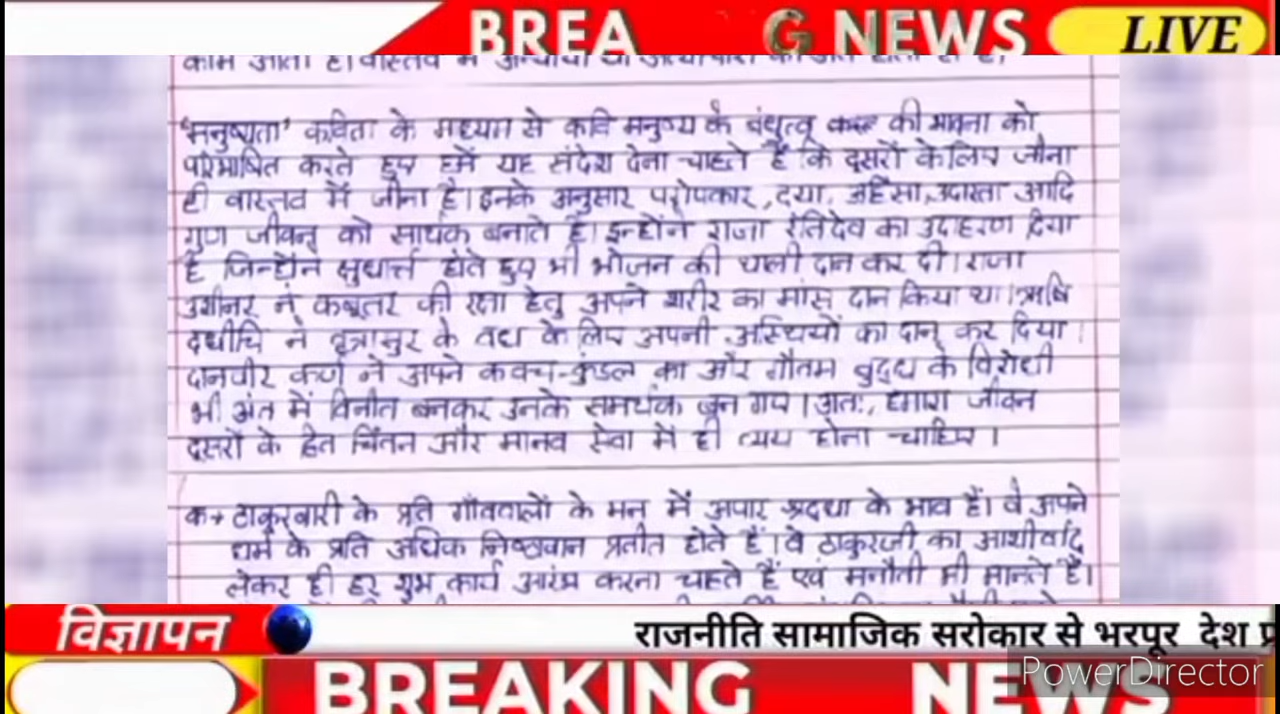 BREA G NEWS LIVE
'मनुष्यता' कविता के माध्यम से कवि मनुष्य के बंधुत्व की भावना को
परिभाषित करते हुए हमें यह संदेश देना चाहते हैं कि दूसरों के लिए जीना
ही वास्तव में जीना है। इनके अनुसार परोपकार, दया, अहिंसा, उदारता आदि
गुण जीवन को सार्थक बनाते हैं। इन्होंने राजा रंतिदेव का उदाहरण दिया
है जिन्होंने क्षुधार्त्त होते हुए भी भोजन की थाली दान कर दी। राजा
उशीनर ने कबूतर की रक्षा हेतु अपने शरीर का मांस दान किया था। ऋषि
दधीचि ने वृत्रासुर के वध के लिए अपनी अस्थियों का दान कर दिया।
दानवीर कर्ण ने अपने कवच-कुंडल का और गौतम बुद्ध के विरोधी
भी अंत में विनीत बनकर उनके समर्थक बन गए। अतः, हमारा जीवन
दूसरों के हित चिंतन और मानव सेवा में ही व्यय होना चाहिए।
क→ ठाकुरबारी के प्रति गाँववालों के मन में अपार श्रद्धा के भाव हैं। वे अपने
धर्म के प्रति अधिक निष्ठावान प्रतीत होते हैं। वे ठाकुरजी का आशीर्वाद
लेकर ही हर शुभ कार्य आरंभ करना चाहते हैं एवं मनौती भी मानते हैं।
विज्ञापन राजनीति सामाजिक सरोकार से भरपूर देश प्र
BREAKING NEWS
PowerDirector